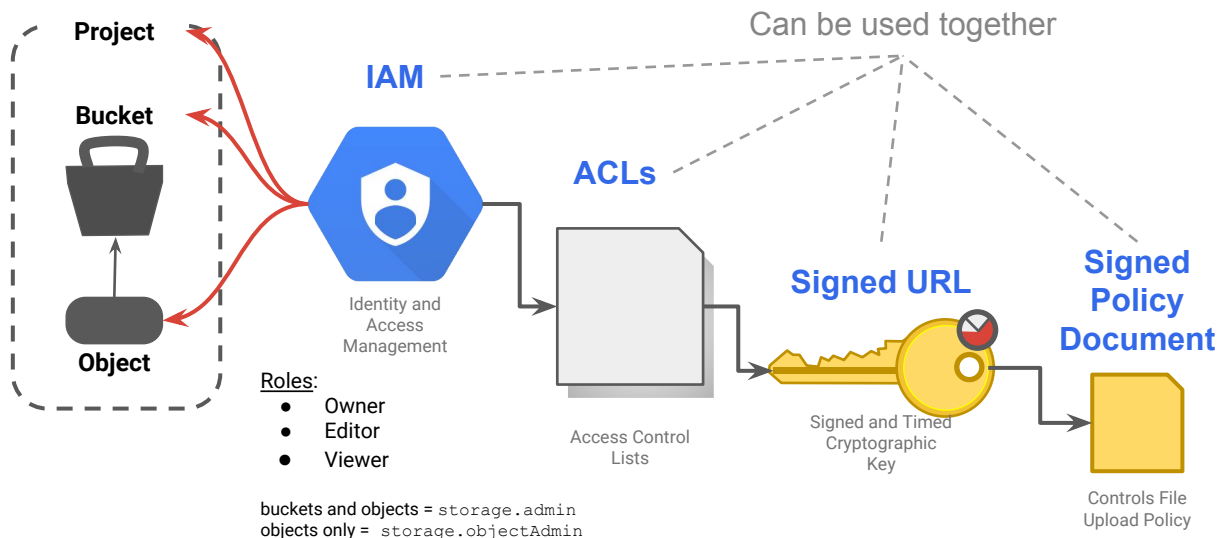 Project
Bucket
Object
IAM
Identity and
Access
Management
Roles:
● Owner
● Editor
● Viewer
buckets and objects = storage.admin
objects only = storage.objectAdmin
Can be used together
ACLs
Access Control
Lists
Signed URL
Signed and Timed
Cryptographic
Key
Signed
Policy
Document
Controls File
Upload Policy